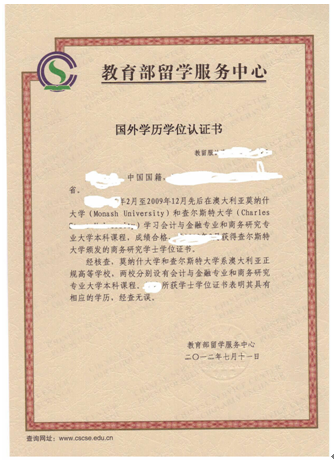 教育部留学服务中心
国外学历学位认证书
教留服
中国国籍,
省。
年2月至2009年12月先后在澳大利亚莫纳什
大学(Monash University)和查尔斯特大学(Charles
)学习会计与金融专业和商务研究专
业大学本科课程,成绩合格,获得查尔斯特
大学颁发的商务研究学士学位证书。
经核查,莫纳什大学和查尔斯特大学系澳大利亚正
规高等学校,两校分别设有会计与金融专业和商务研究
专业大学本科课程。所获学士学位证书表明其具有
相应的学历,经查无误。
教育部留学服务中心
二〇一二年七月十一日
查询网址:www.cscse.edu.cn